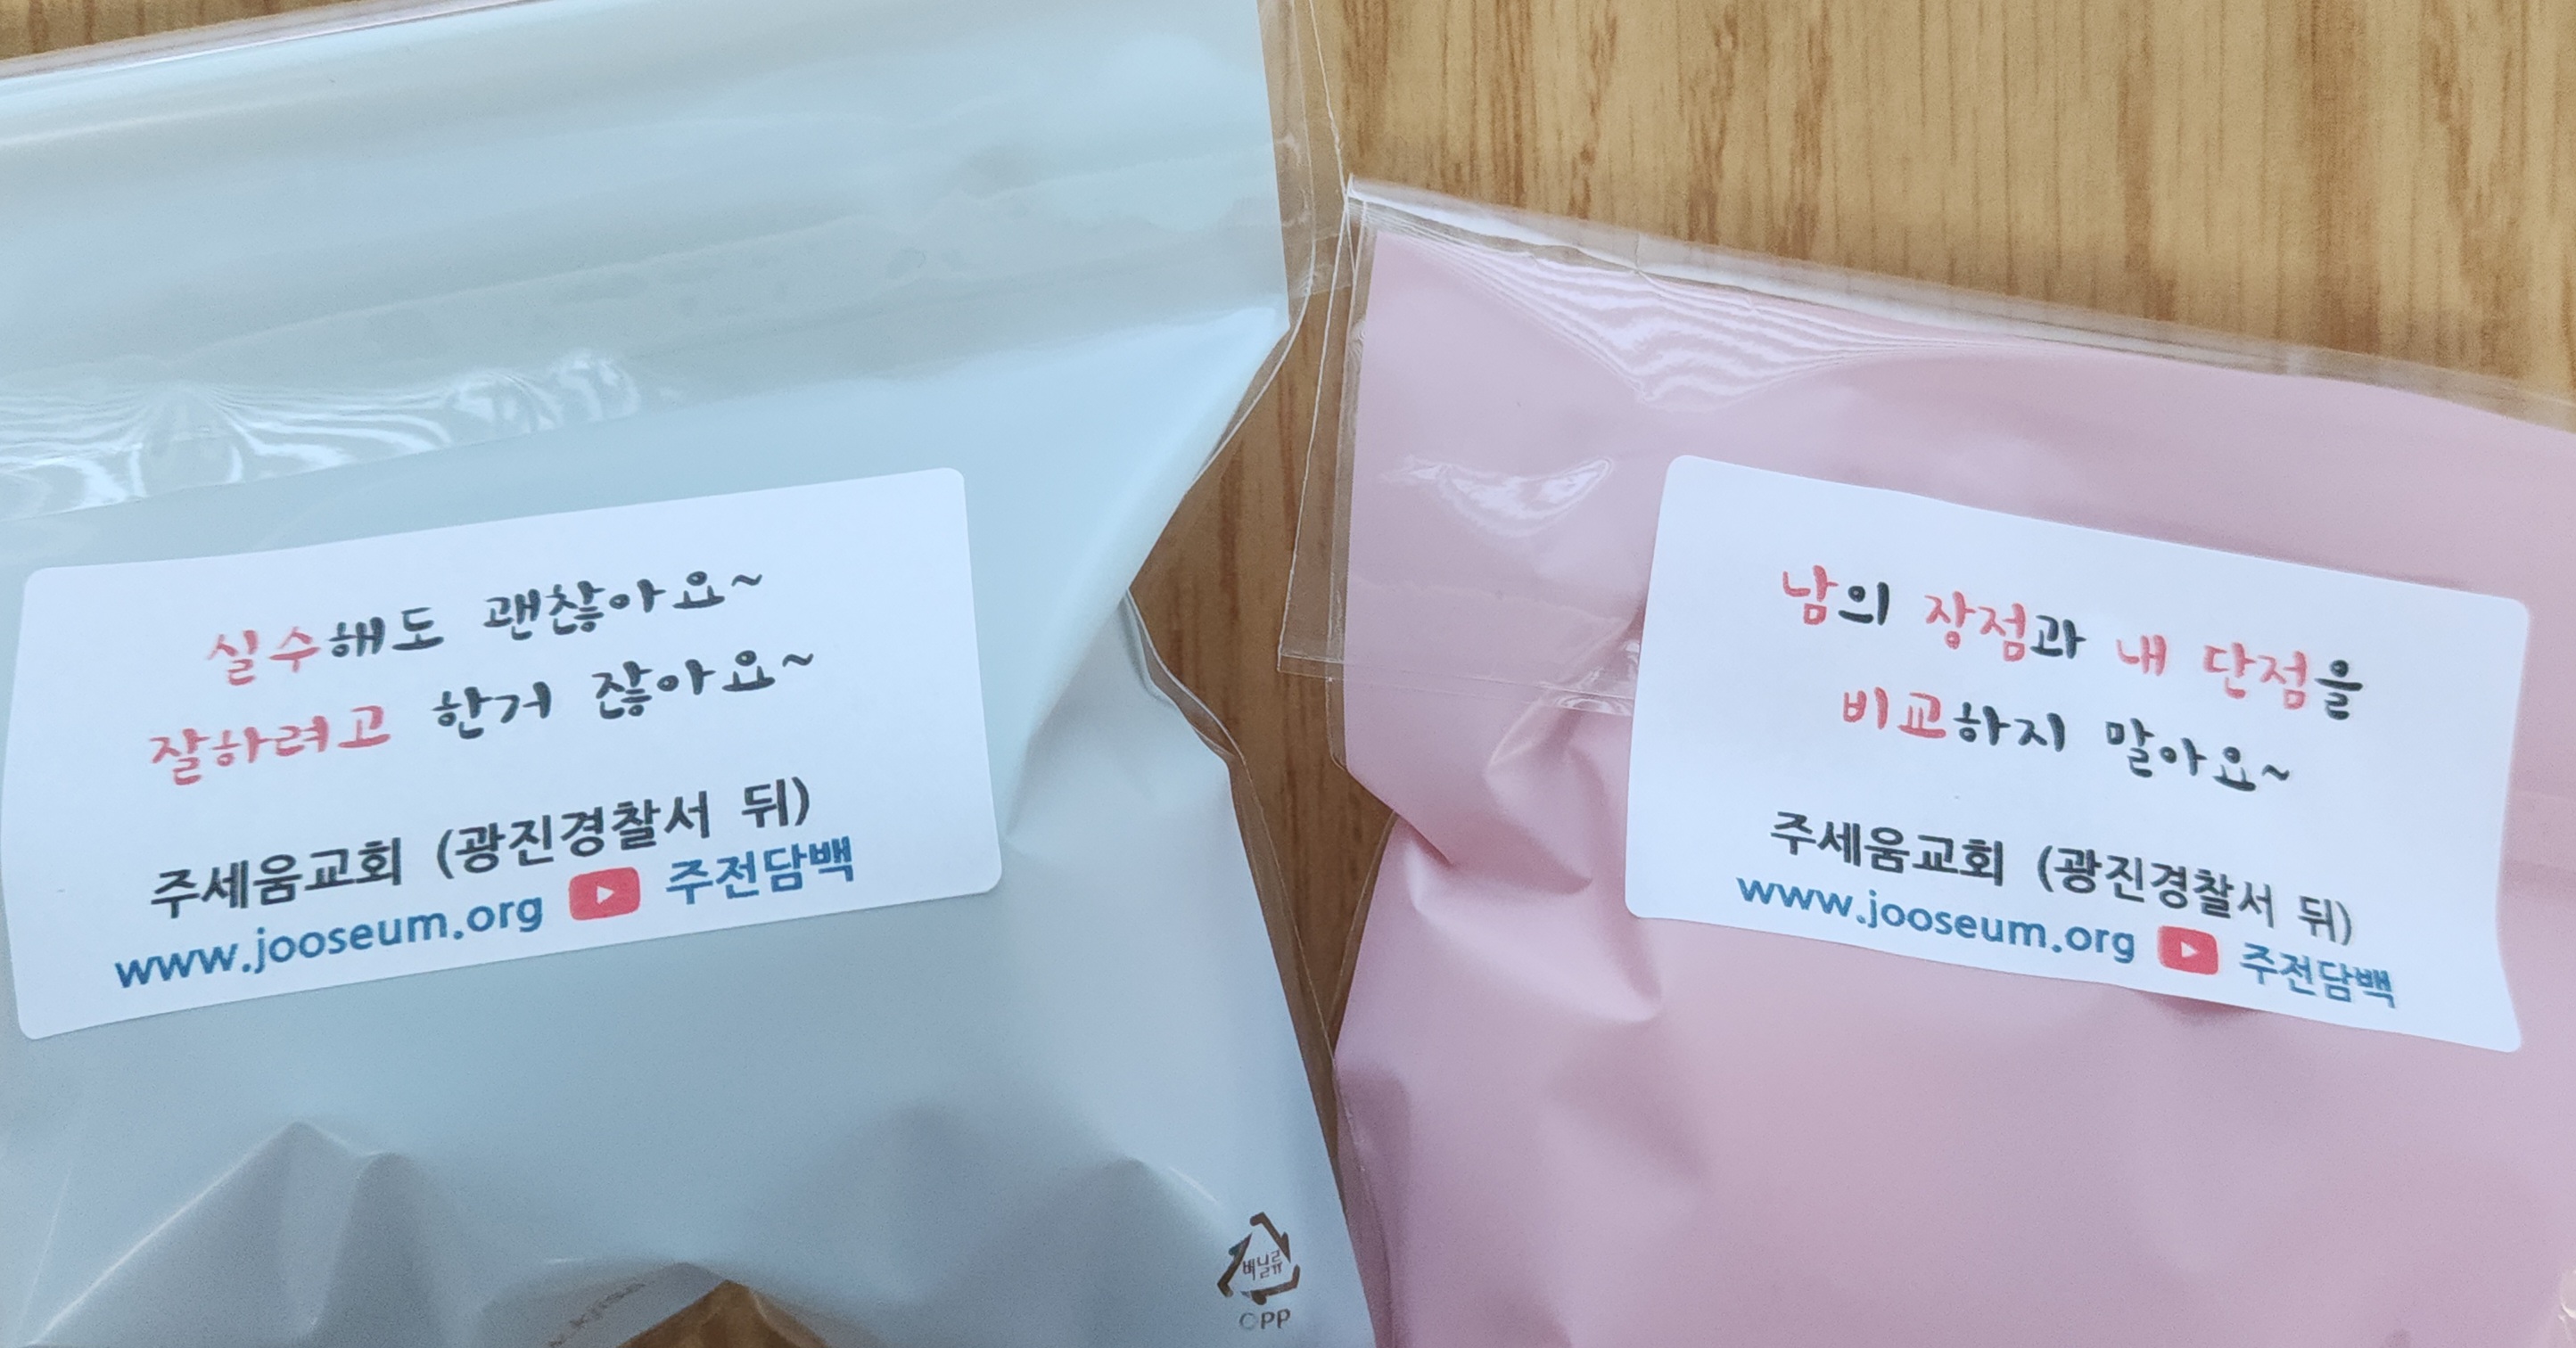 실수해도 괜찮아요~
잘하려고 한거 잖아요~
주세움교회 (광진경찰서 뒤)
www.jooseum.org 주전담백
비닐류
OPP
남의 장점과 내 단점을
비교하지 말아요~
주세움교회 (광진경찰서 뒤)
www.jooseum.org 주전담백